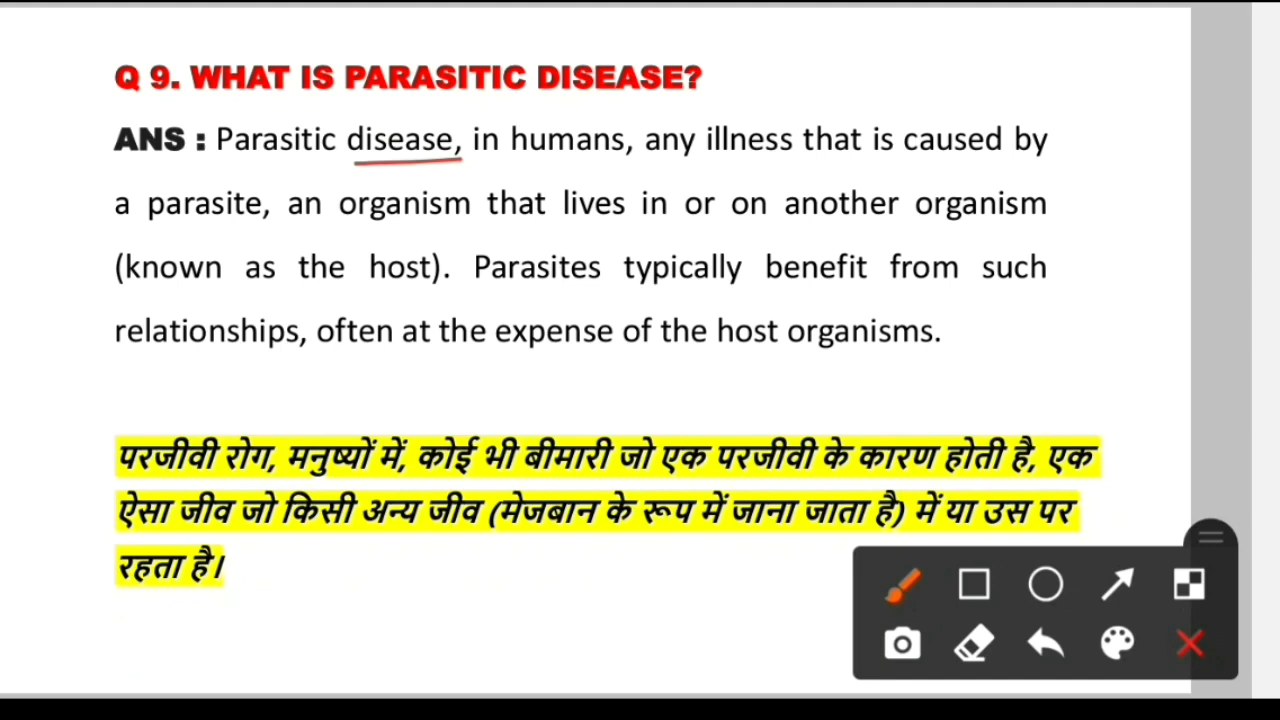 Q 9. WHAT IS PARASITIC DISEASE?
ANS : Parasitic disease, in humans, any illness that is caused by
a parasite, an organism that lives in or on another organism
(known as the host). Parasites typically benefit from such
relationships, often at the expense of the host organisms.
परजीवी रोग, मनुष्यों में, कोई भी बीमारी जो एक परजीवी के कारण होती है, एक
ऐसा जीव जो किसी अन्य जीव (मेजबान के रूप में जाना जाता है) में या उस पर
रहता है।